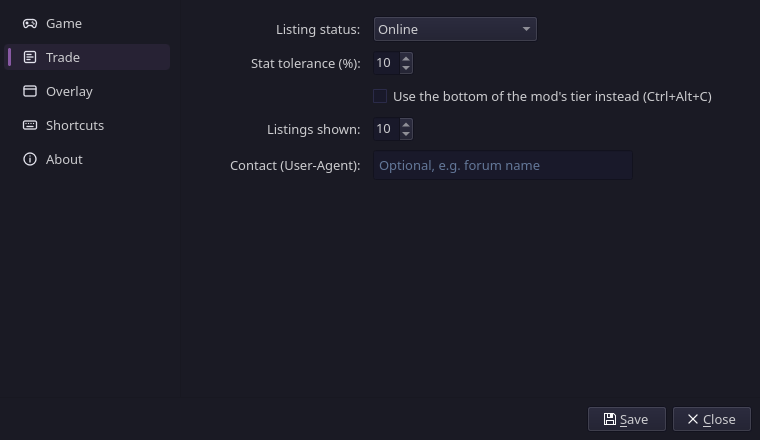 Game
Trade
Overlay
Shortcuts
About
Listing status: Online
Stat tolerance (%): 10
Use the bottom of the mod's tier instead (Ctrl+Alt+C)
Listings shown: 10
Contact (User-Agent): Optional, e.g. forum name
Save Close